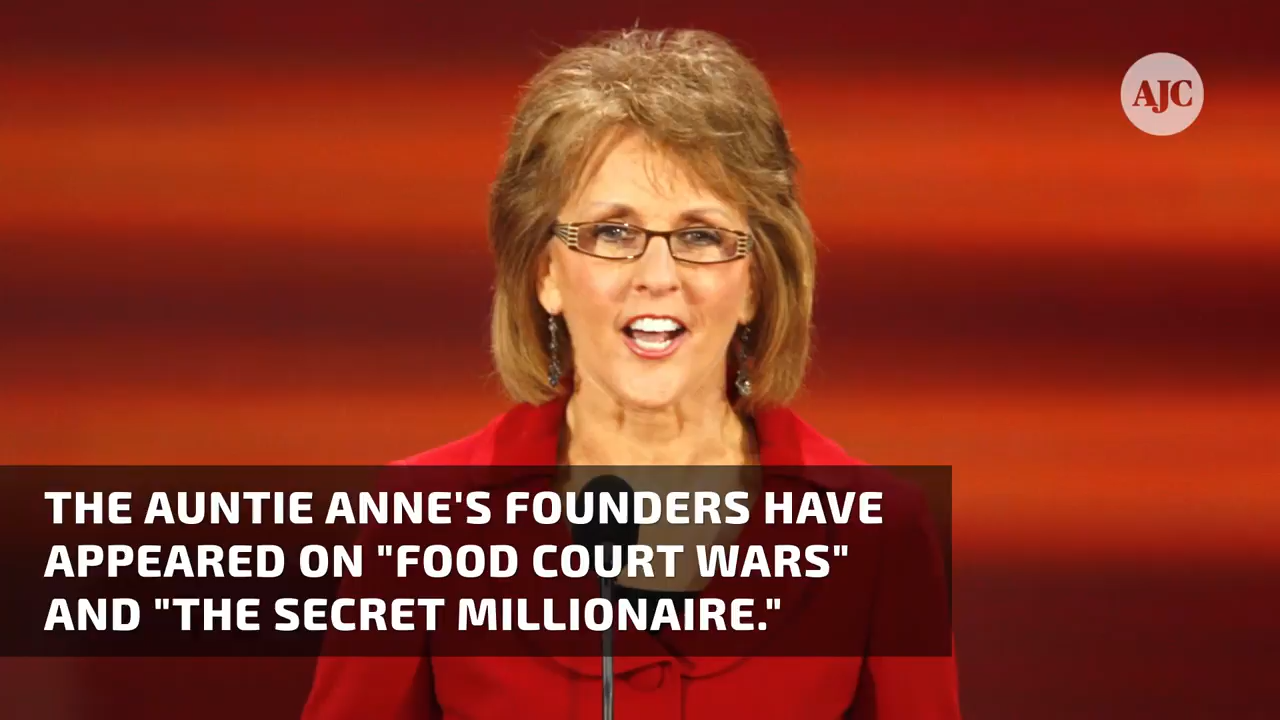 AJC
THE AUNTIE ANNE'S FOUNDERS HAVE
APPEARED ON "FOOD COURT WARS"
AND "THE SECRET MILLIONAIRE."